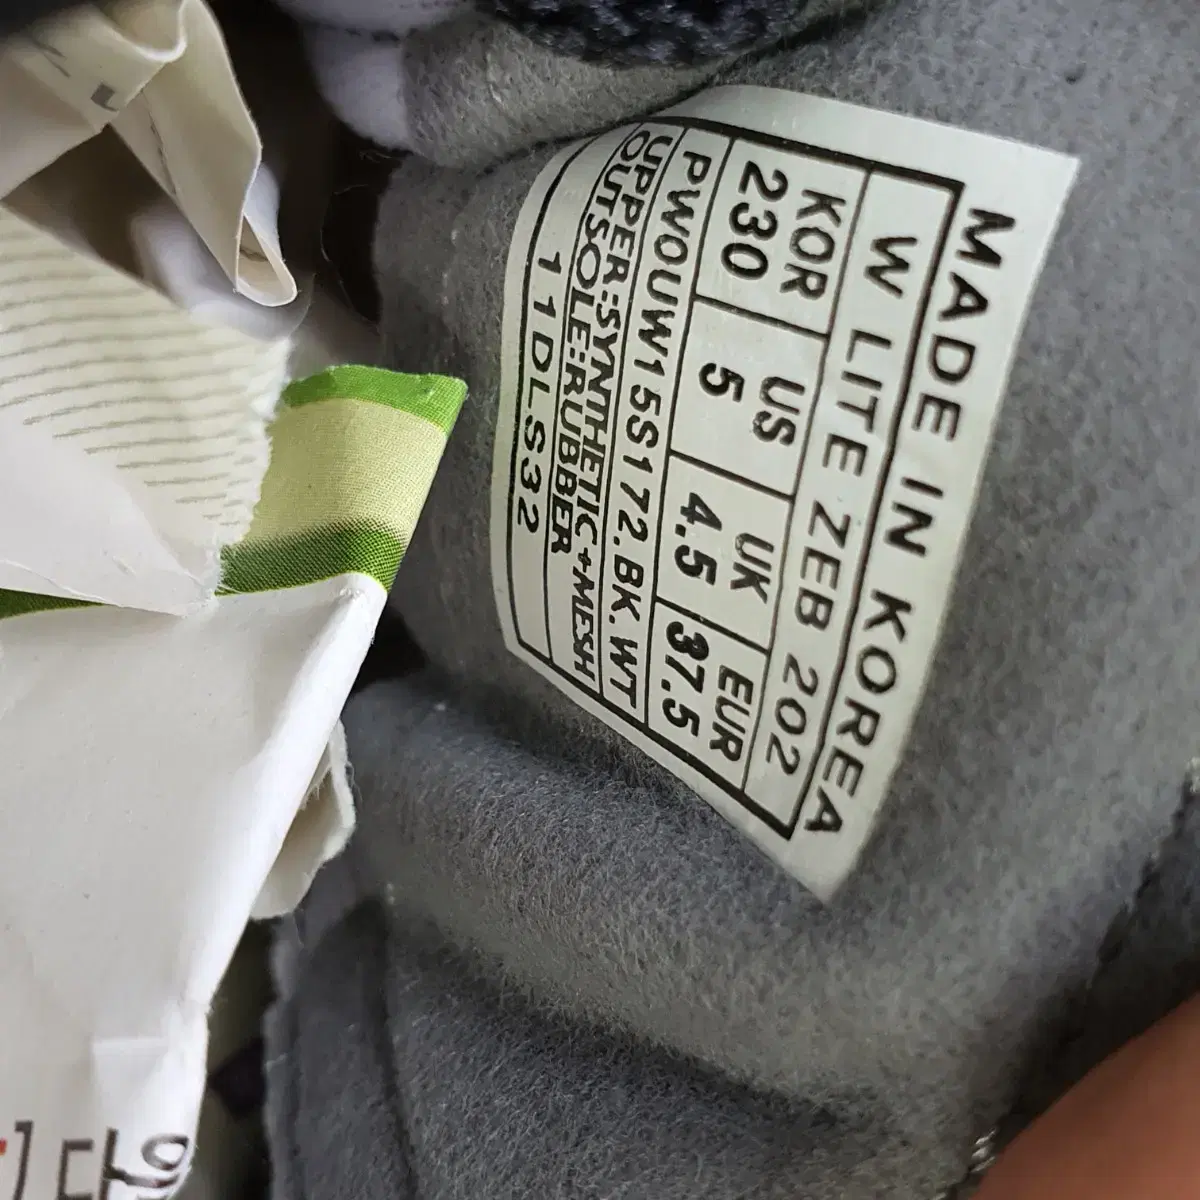 MADE IN KOREA
W LITE ZEB 202
KOR US UK EUR
230 5 4.5 37.5
PWOUW15S172.BK.WT
UPPER:SYNTHETIC+MESH
OUTSOLE:RUBBER
11DLS32